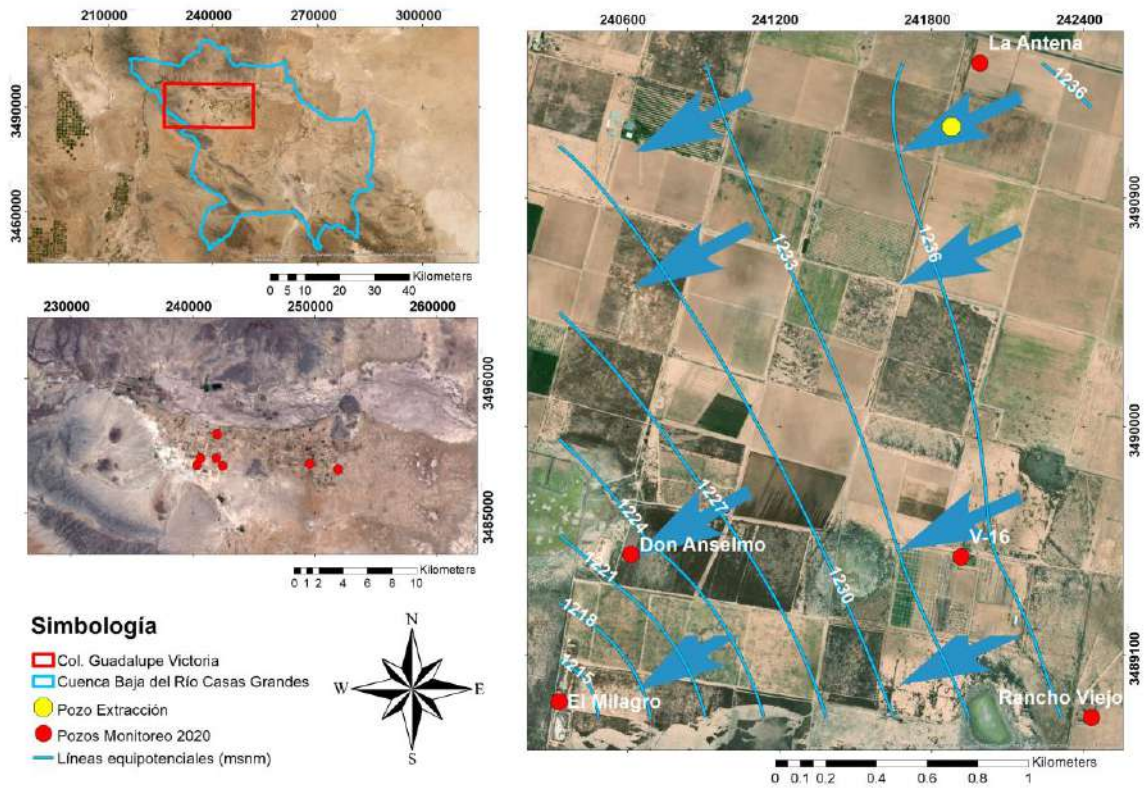 210000 240000 270000 300000
3490000
3460000
Kilometers
0 5 10 20 30 40
230000 240000 250000 260000
3496000
3485000
Kilometers
0 1 2 4 6 8 10
Simbología
Col. Guadalupe Victoria
Cuenca Baja del Río Casas Grandes
Pozo Extracción
Pozos Monitoreo 2020
Líneas equipotenciales (msnm)
N
W E
S
240600 241200 241800 242400
La Antena
1236
3490900
1233
1236
3490000
1227
1224
Don Anselmo
V-16
1221
1230
1218
3489100
1215
El Milagro
Rancho Viejo
Kilometers
0 0.1 0.2 0.4 0.6 0.8 1